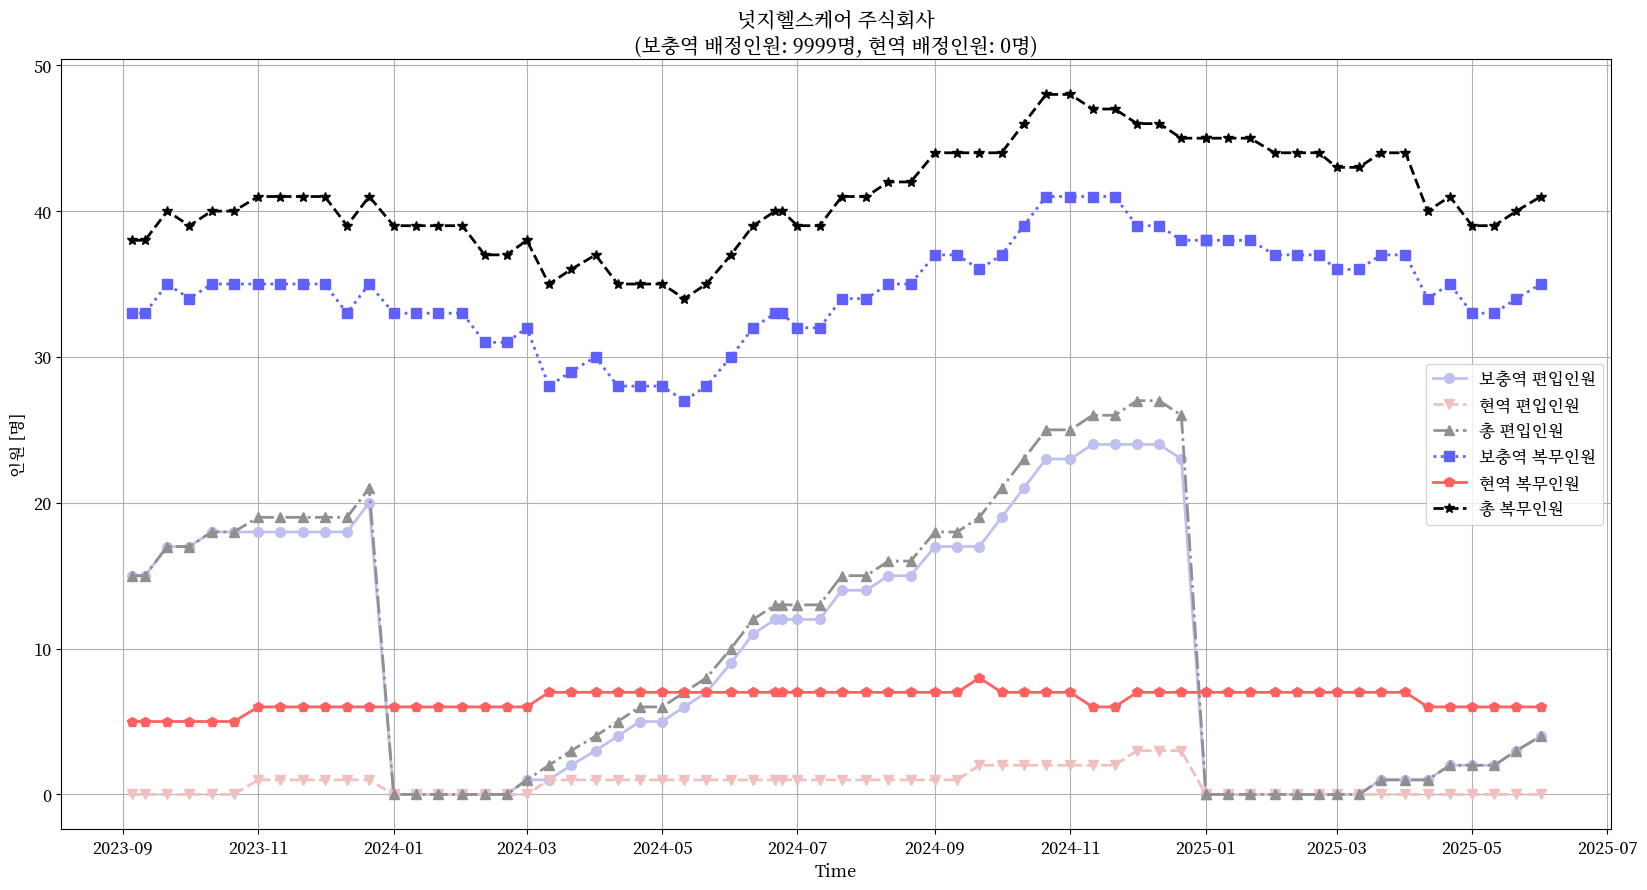 넛지헬스케어 주식회사
(보충역 배정인원: 9999명, 현역 배정인원: 0명)
인원 [명]
50
40
30
20
10
0
보충역 편입인원
현역 편입인원
총 편입인원
보충역 복무인원
현역 복무인원
총 복무인원
2023-09
2023-11
2024-01
2024-03
2024-05
2024-07
2024-09
2024-11
2025-01
2025-03
2025-05
2025-07
Time